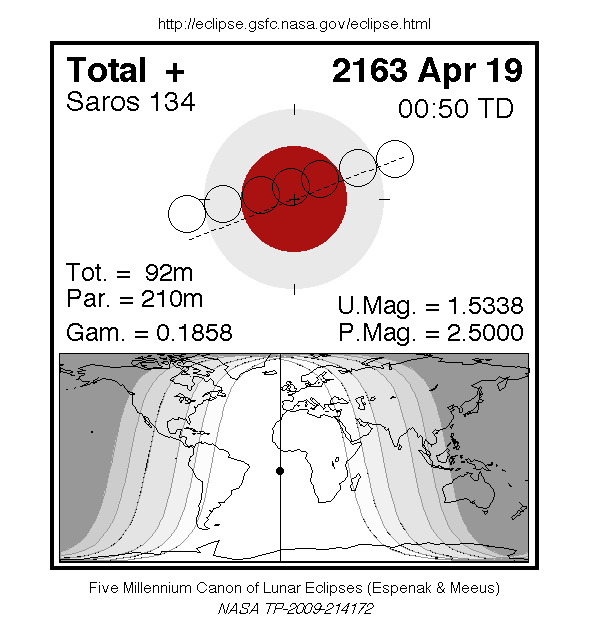 http://eclipse.gsfc.nasa.gov/eclipse.html
Total + 2163 Apr 19
Saros 134 00:50 TD
Tot. = 92m
Par. = 210m U.Mag. = 1.5338
Gam. = 0.1858 P.Mag. = 2.5000
Five Millennium Canon of Lunar Eclipses (Espenak & Meeus)
NASA TP-2009-214172